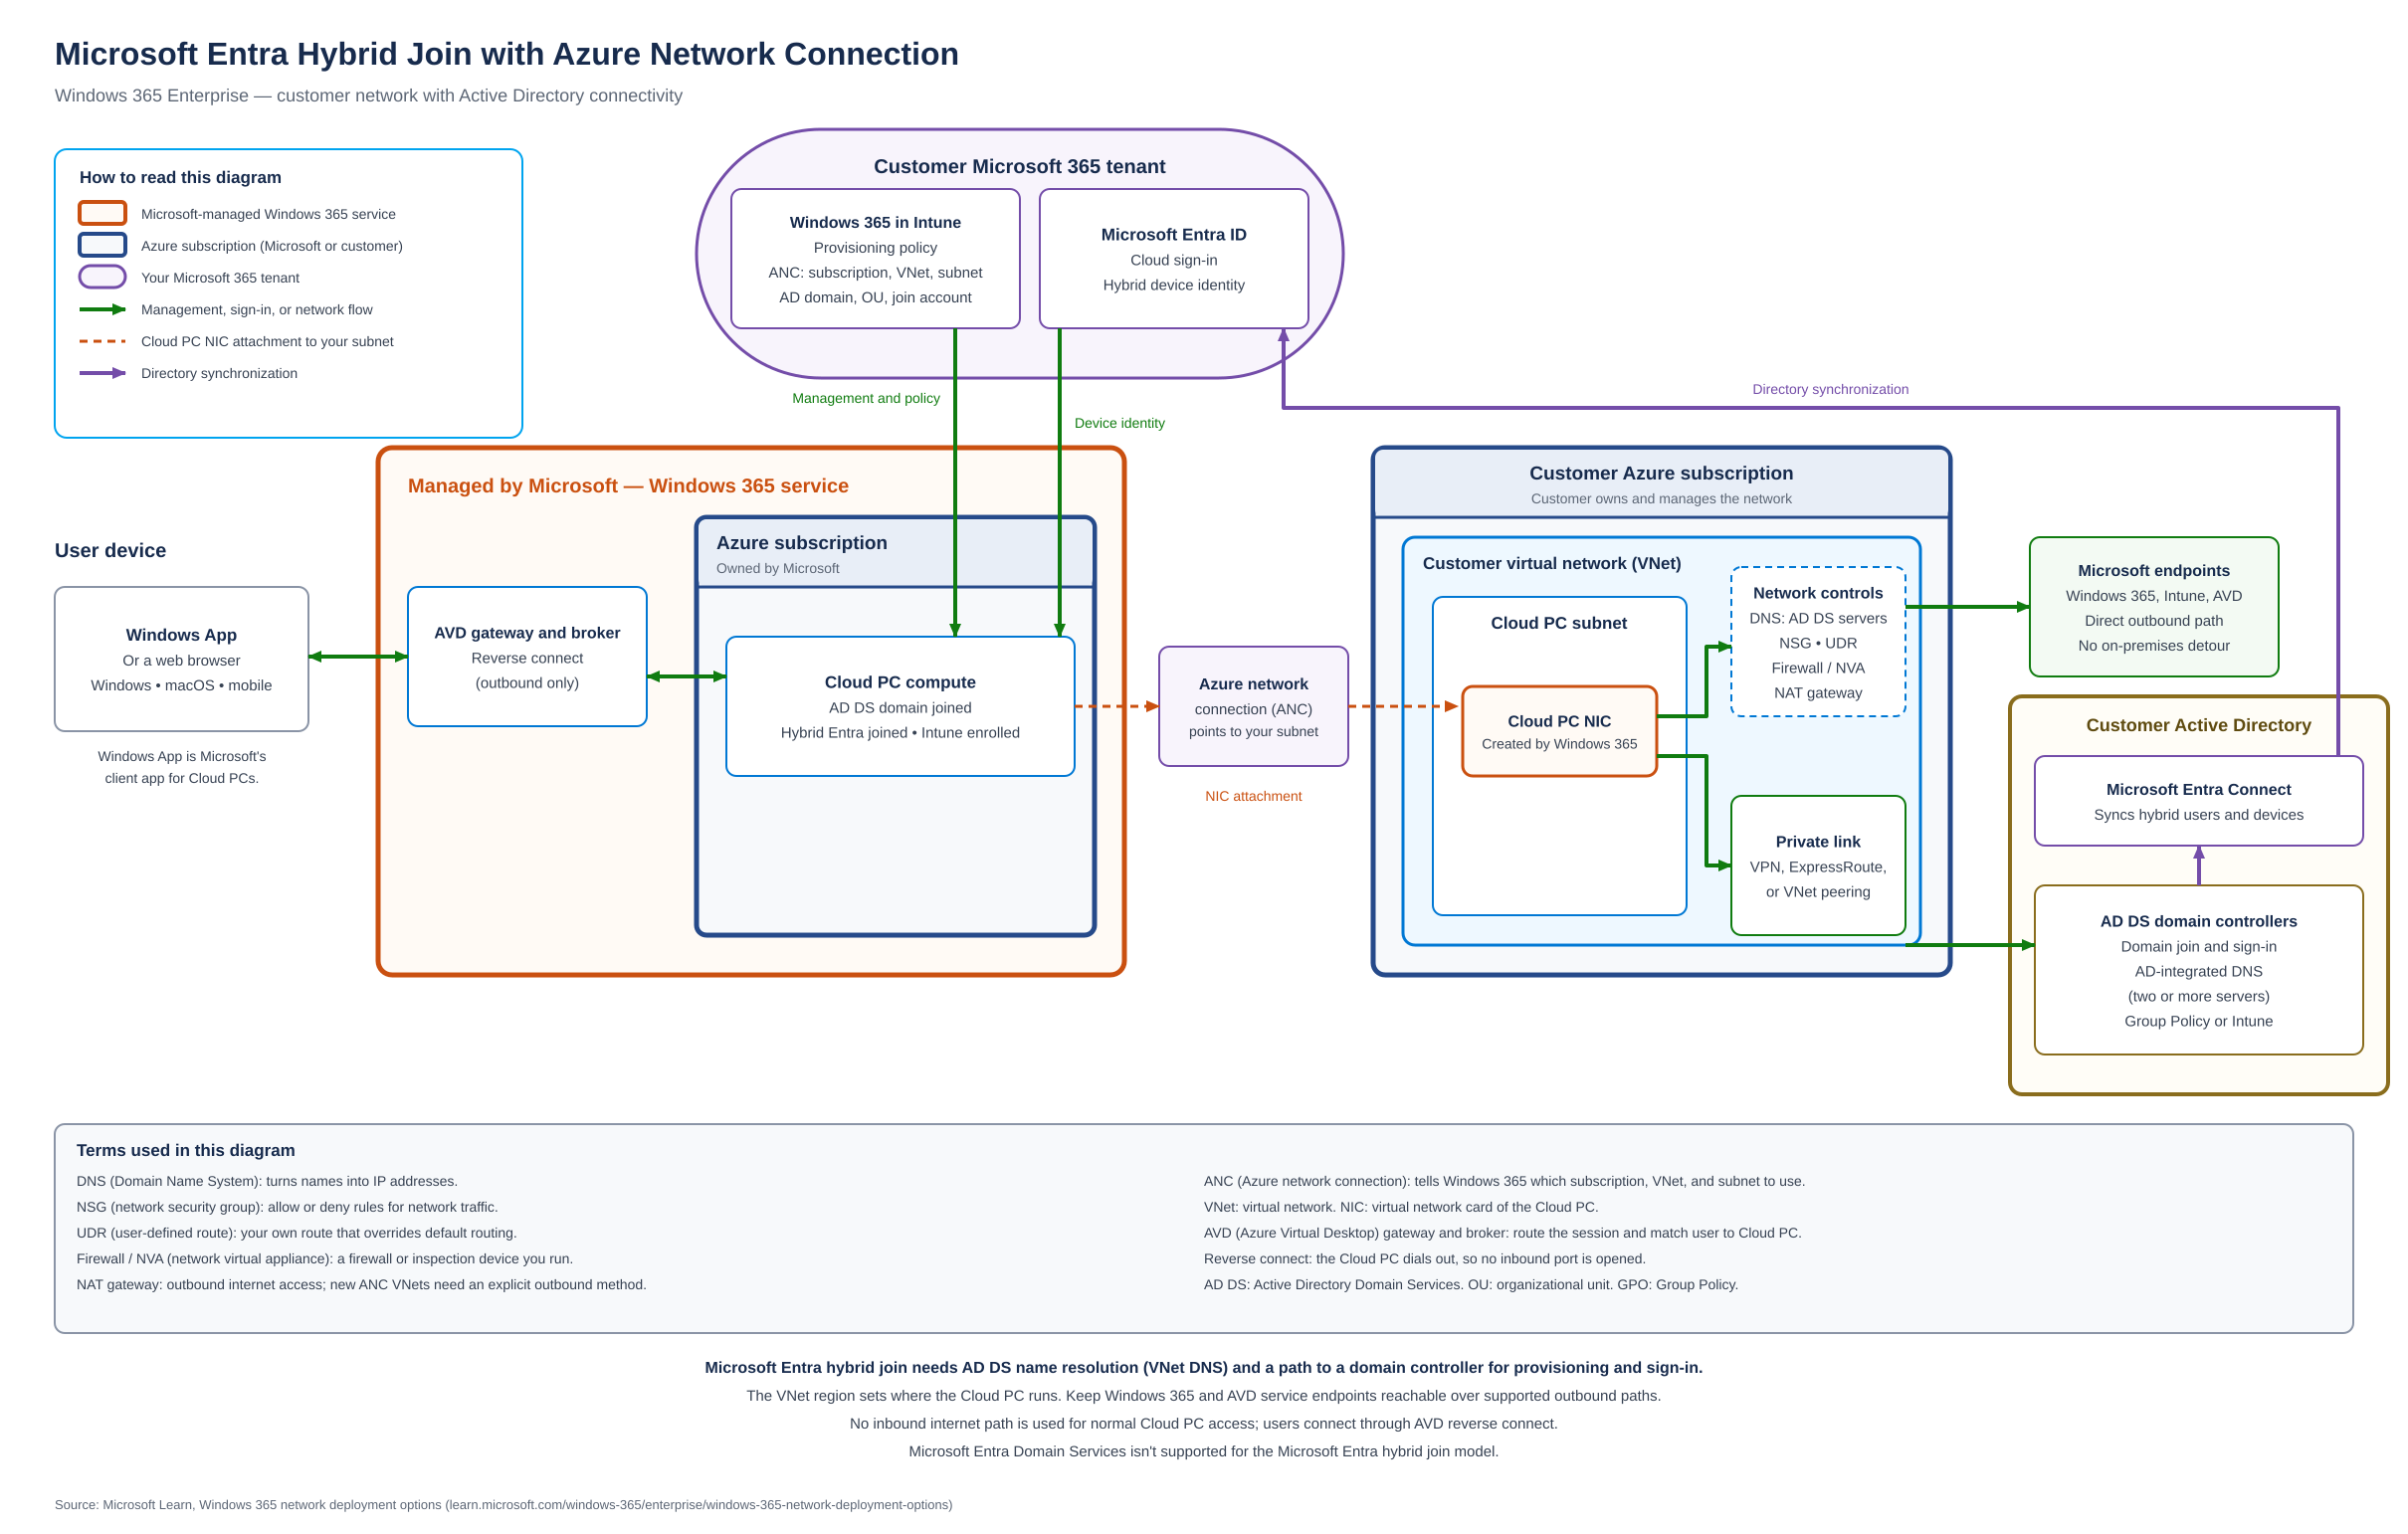 Microsoft Entra Hybrid Join with Azure Network Connection
Windows 365 Enterprise — customer network with Active Directory connectivity
How to read this diagram
Microsoft-managed Windows 365 service
Azure subscription (Microsoft or customer)
Your Microsoft 365 tenant
Management, sign-in, or network flow
Cloud PC NIC attachment to your subnet
Directory synchronization
Customer Microsoft 365 tenant
Windows 365 in Intune
Provisioning policy
ANC: subscription, VNet, subnet
AD domain, OU, join account
Microsoft Entra ID
Cloud sign-in
Hybrid device identity
Management and policy
Device identity
Directory synchronization
User device
Windows App
Or a web browser
Windows • macOS • mobile
Windows App is Microsoft's
client app for Cloud PCs.
Managed by Microsoft — Windows 365 service
AVD gateway and broker
Reverse connect
(outbound only)
Azure subscription
Owned by Microsoft
Cloud PC compute
AD DS domain joined
Hybrid Entra joined • Intune enrolled
Azure network
connection (ANC)
points to your subnet
NIC attachment
Customer Azure subscription
Customer owns and manages the network
Customer virtual network (VNet)
Cloud PC subnet
Cloud PC NIC
Created by Windows 365
Network controls
DNS: AD DS servers
NSG • UDR
Firewall / NVA
NAT gateway
Private link
VPN, ExpressRoute,
or VNet peering
Microsoft endpoints
Windows 365, Intune, AVD
Direct outbound path
No on-premises detour
Customer Active Directory
Microsoft Entra Connect
Syncs hybrid users and devices
AD DS domain controllers
Domain join and sign-in
AD-integrated DNS
(two or more servers)
Group Policy or Intune
Terms used in this diagram
DNS (Domain Name System): turns names into IP addresses.
NSG (network security group): allow or deny rules for network traffic.
UDR (user-defined route): your own route that overrides default routing.
Firewall / NVA (network virtual appliance): a firewall or inspection device you run.
NAT gateway: outbound internet access; new ANC VNets need an explicit outbound method.
ANC (Azure network connection): tells Windows 365 which subscription, VNet, and subnet to use.
VNet: virtual network. NIC: virtual network card of the Cloud PC.
AVD (Azure Virtual Desktop) gateway and broker: route the session and match user to Cloud PC.
Reverse connect: the Cloud PC dials out, so no inbound port is opened.
AD DS: Active Directory Domain Services. OU: organizational unit. GPO: Group Policy.
Microsoft Entra hybrid join needs AD DS name resolution (VNet DNS) and a path to a domain controller for provisioning and sign-in.
The VNet region sets where the Cloud PC runs. Keep Windows 365 and AVD service endpoints reachable over supported outbound paths.
No inbound internet path is used for normal Cloud PC access; users connect through AVD reverse connect.
Microsoft Entra Domain Services isn't supported for the Microsoft Entra hybrid join model.
Source: Microsoft Learn, Windows 365 network deployment options (learn.microsoft.com/windows-365/enterprise/windows-365-network-deployment-options)